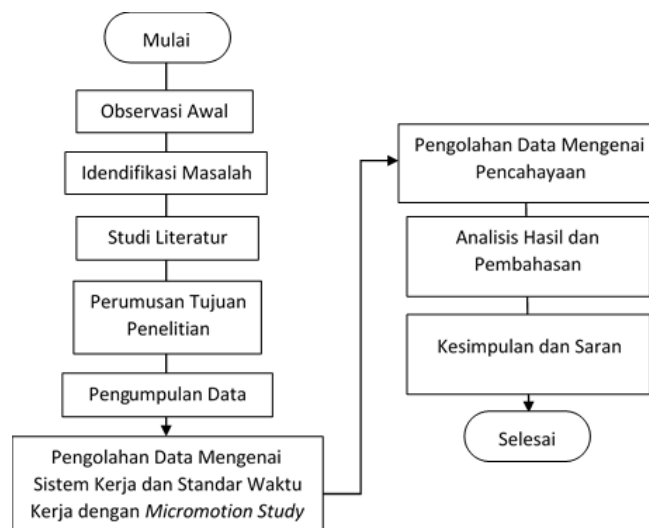 Mulai
Observasi Awal
Idendifikasi Masalah
Studi Literatur
Perumusan Tujuan
Penelitian
Pengumpulan Data
Pengolahan Data Mengenai
Sistem Kerja dan Standar Waktu
Kerja dengan Micromotion Study
Pengolahan Data Mengenai
Pencahayaan
Analisis Hasil dan
Pembahasan
Kesimpulan dan Saran
Selesai